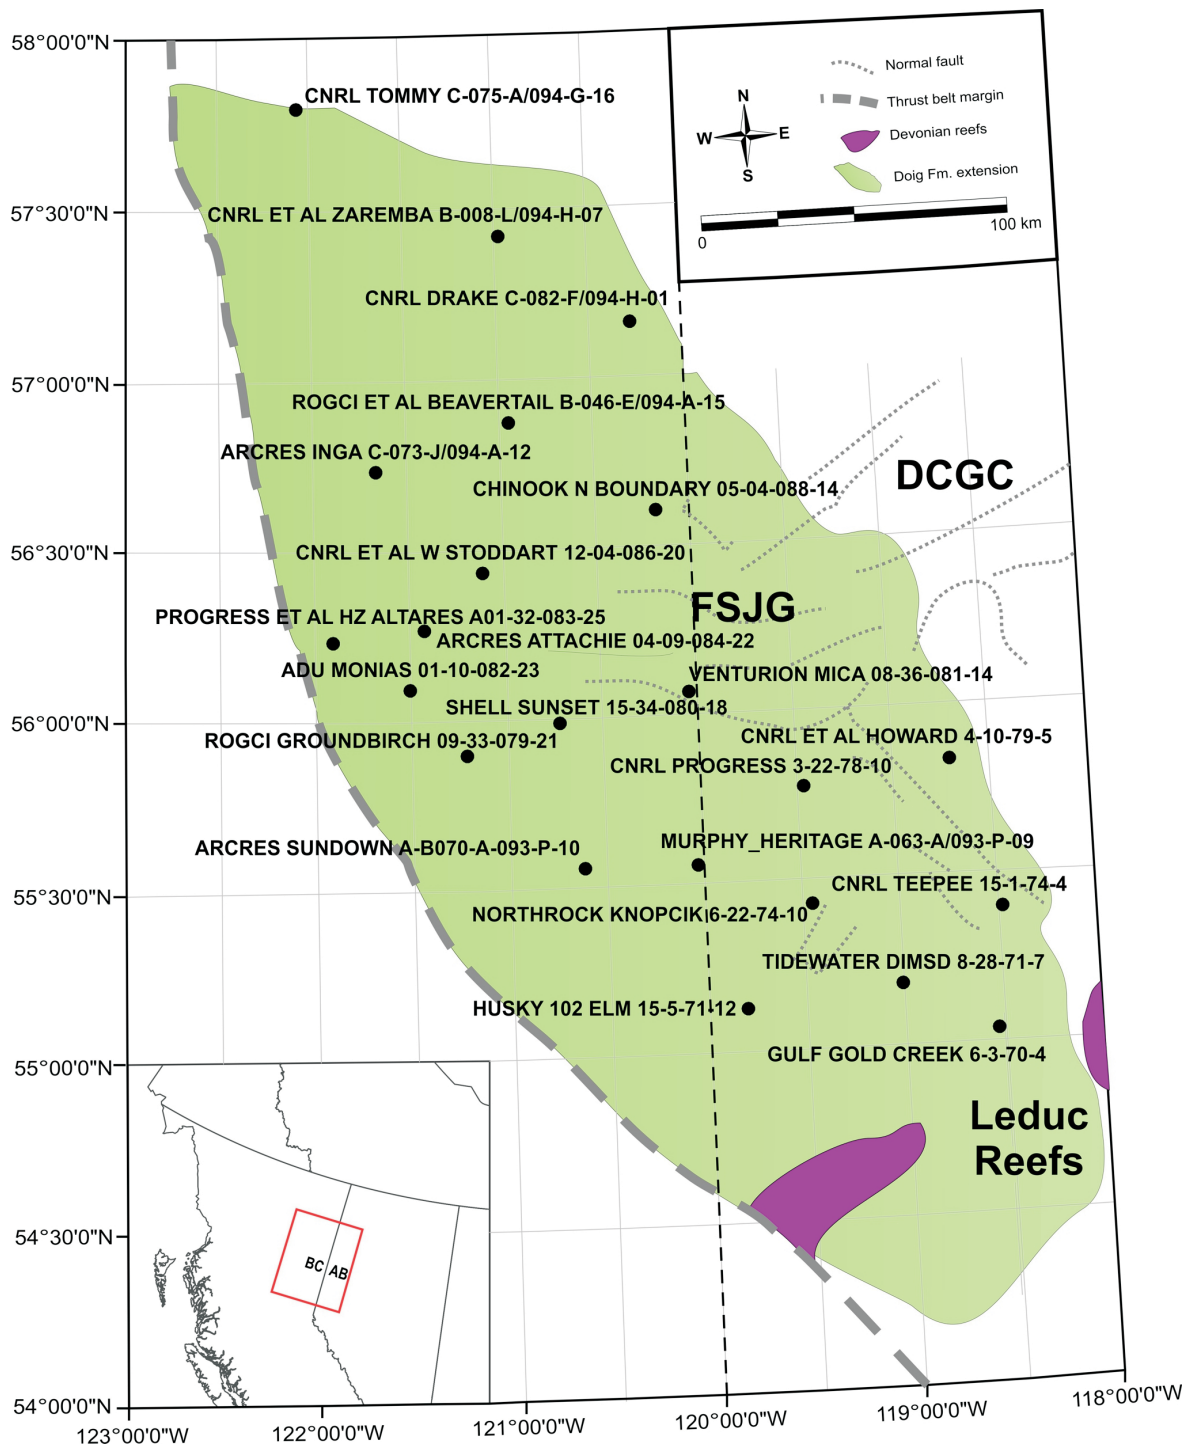 58°00'0"N
CNRL TOMMY C-075-A/094-G-16
Normal fault
Thrust belt margin
Devonian reefs
Doig Fm. extension
N
W
E
S
0
100 km
57°30'0"N
CNRL ET AL ZAREMBA B-008-L/094-H-07
CNRL DRAKE C-082-F/094-H-01
57°00'0"N
ROGCI ET AL BEAVERTAIL B-046-E/094-A-15
ARCRES INGA C-073-J/094-A-12
DCGC
CHINOOK N BOUNDARY 05-04-088-14
56°30'0"N
CNRL ET AL W STODDART 12-04-086-20
FSJG
PROGRESS ET AL HZ ALTARES A01-32-083-25
ARCRES ATTACHIE 04-09-084-22
ADU MONIAS 01-10-082-23
VENTURION MICA 08-36-081-14
SHELL SUNSET 15-34-080-18
56°00'0"N
ROGCI GROUNDBIRCH 09-33-079-21
CNRL ET AL HOWARD 4-10-79-5
CNRL PROGRESS 3-22-78-10
ARCRES SUNDOWN A-B070-A-093-P-10
MURPHY_HERITAGE A-063-A/093-P-09
55°30'0"N
CNRL TEEPEE 15-1-74-4
NORTHROCK KNOPCIK 6-22-74-10
TIDEWATER DIMSD 8-28-71-7
HUSKY 102 ELM 15-5-71-12
GULF GOLD CREEK 6-3-70-4
55°00'0"N
Leduc
Reefs
54°30'0"N
BC AB
54°00'0"N
123°00'0"W
122°00'0"W
121°00'0"W
120°00'0"W
119°00'0"W
118°00'0"W